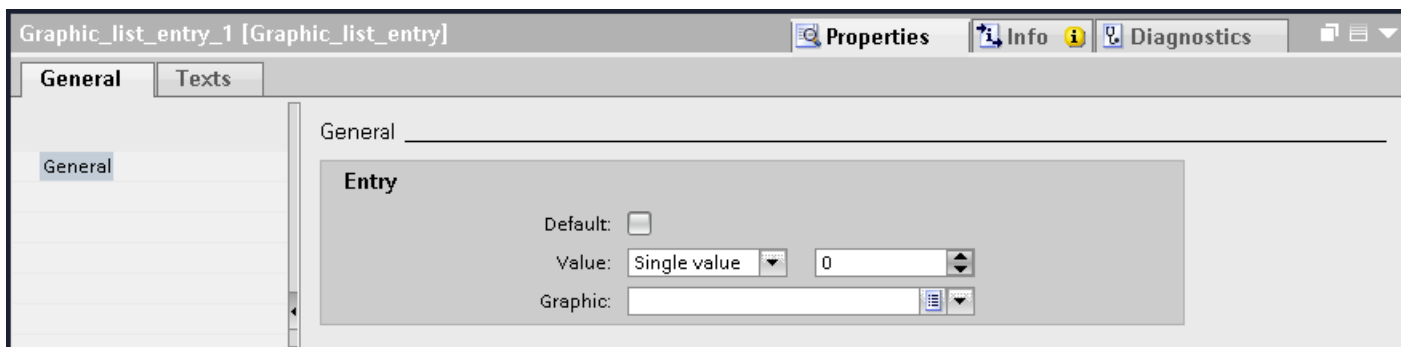 Graphic_list_entry_1 [Graphic_list_entry] Properties Info Diagnostics
General Texts
General
General
Entry
Default:
Value: Single value 0
Graphic: